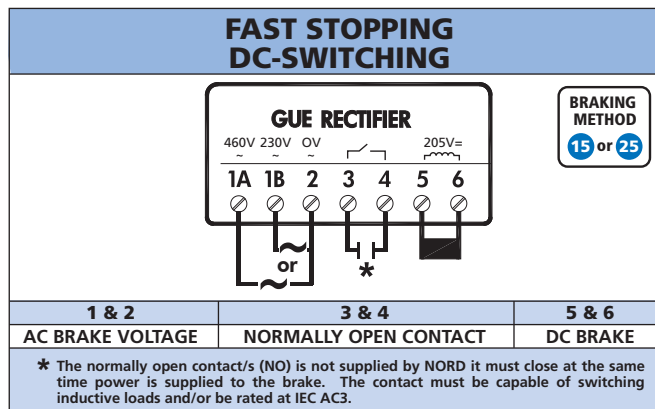 FAST STOPPING
DC-SWITCHING
BRAKING
METHOD
15 or 25
GUE RECTIFIER
460V 230V OV 205V=
~ ~ ~
1A 1B 2 3 4 5 6
~
or
~
*
1 & 2 3 & 4 5 & 6
AC BRAKE VOLTAGE NORMALLY OPEN CONTACT DC BRAKE
* The normally open contact/s (NO) is not supplied by NORD it must close at the same
time power is supplied to the brake. The contact must be capable of switching
inductive loads and/or be rated at IEC AC3.